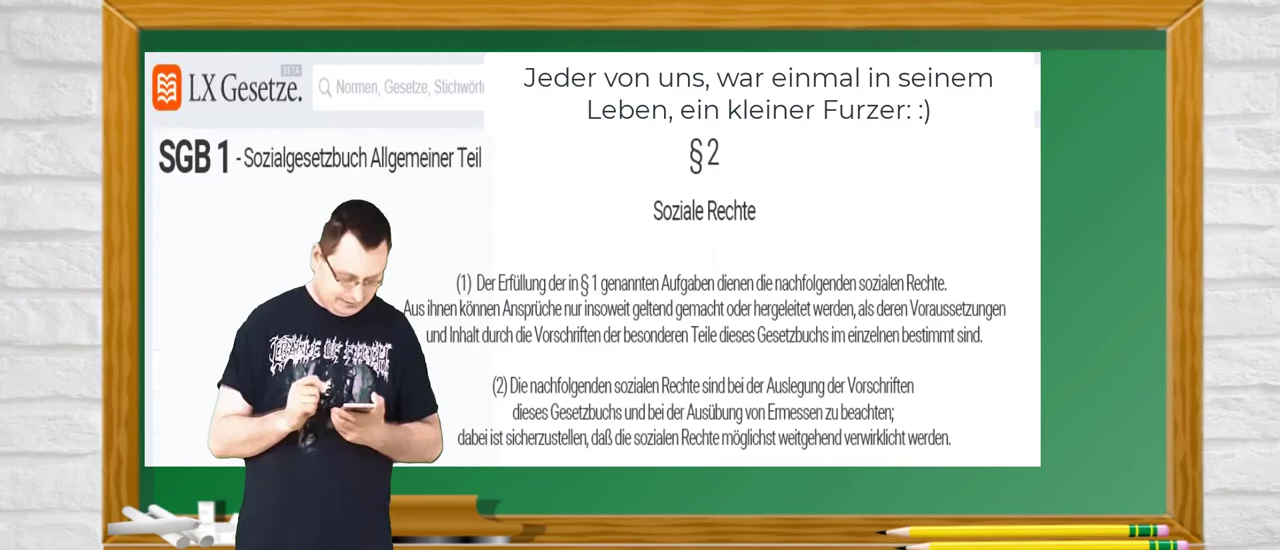 BETA
LX Gesetze.
Normen, Gesetze, Stichwört
Jeder von uns, war einmal in seinem
Leben, ein kleiner Furzer: :)
SGB 1 - Sozialgesetzbuch Allgemeiner Teil
§ 2
Soziale Rechte
(1) Der Erfüllung der in § 1 genannten Aufgaben dienen die nachfolgenden sozialen Rechte.
Aus ihnen können Ansprüche nur insoweit geltend gemacht oder hergeleitet werden, als deren Voraussetzungen
und Inhalt durch die Vorschriften der besonderen Teile dieses Gesetzbuchs im einzelnen bestimmt sind.
(2) Die nachfolgenden sozialen Rechte sind bei der Auslegung der Vorschriften
dieses Gesetzbuchs und bei der Ausübung von Ermessen zu beachten;
dabei ist sicherzustellen, daß die sozialen Rechte möglichst weitgehend verwirklicht werden.
CRADLE OF FILTH